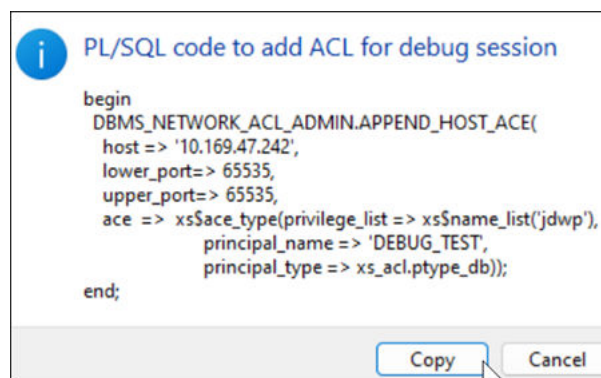 PL/SQL code to add ACL for debug session
begin
DBMS_NETWORK_ACL_ADMIN.APPEND_HOST_ACE(
host => '10.169.47.242',
lower_port=> 65535,
upper_port=> 65535,
ace => xs$ace_type(privilege_list => xs$name_list('jdwp'),
principal_name => 'DEBUG_TEST',
principal_type => xs_acl.ptype_db));
end;
Copy Cancel